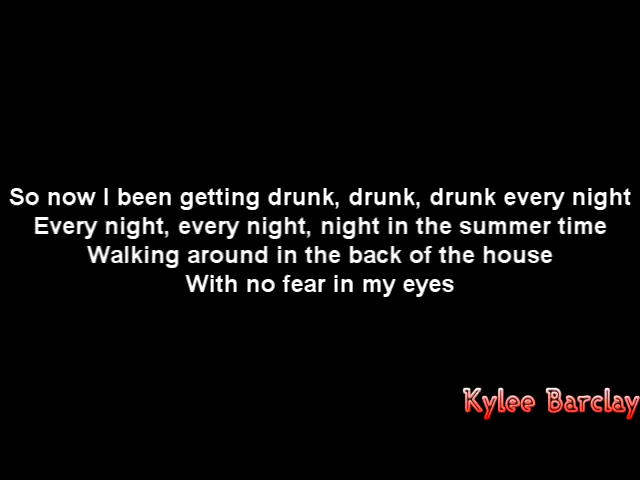 So now I been getting drunk, drunk, drunk every night
Every night, every night, night in the summer time
Walking around in the back of the house
With no fear in my eyes
Kylee Barclay